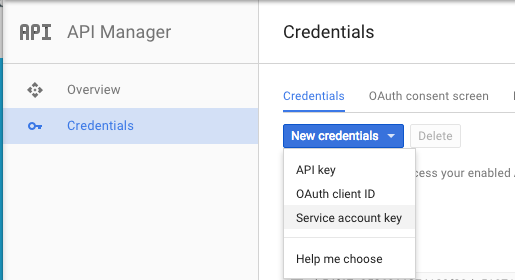 API API Manager
Credentials
Overview
Credentials
Credentials OAuth consent screen
New credentials Delete
API key
cess your enabled
OAuth client ID
Service account key
Help me choose